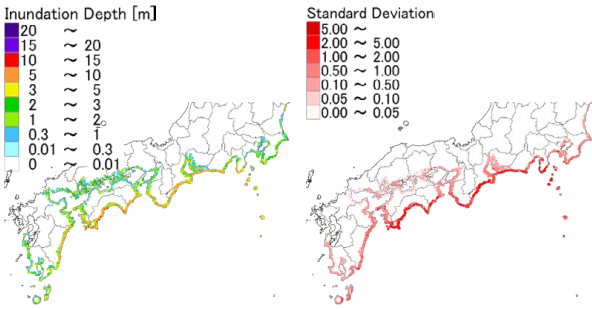 Inundation Depth [m]
20 ～
15 ～ 20
10 ～ 15
5 ～ 10
3 ～ 5
2 ～ 3
1 ～ 2
0.3 ～ 1
0.01 ～ 0.3
0 ～ 0.01
Standard Deviation
5.00 ～
2.00 ～ 5.00
1.00 ～ 2.00
0.50 ～ 1.00
0.10 ～ 0.50
0.05 ～ 0.10
0.00 ～ 0.05